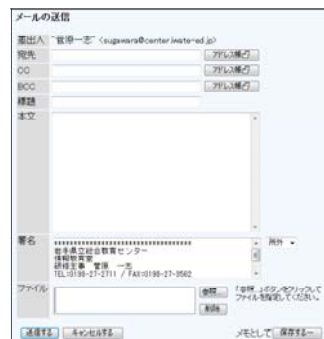 メールの送信
差出人 "菅原一志" <sugawara@center.iwate-ed.jp>
宛先 アドレス帳
CC アドレス帳
BCC アドレス帳
標題
本文
署名 所外
岩手県立総合教育センター
情報教育室
研修主事 菅原 一志
TEL:0198-27-2711 / FAX:0198-27-3562
ファイル 参照... 「参照...」ボタンをクリックしてファイルを指定してください。
削除
送信する キャンセルする メモとして 保存する